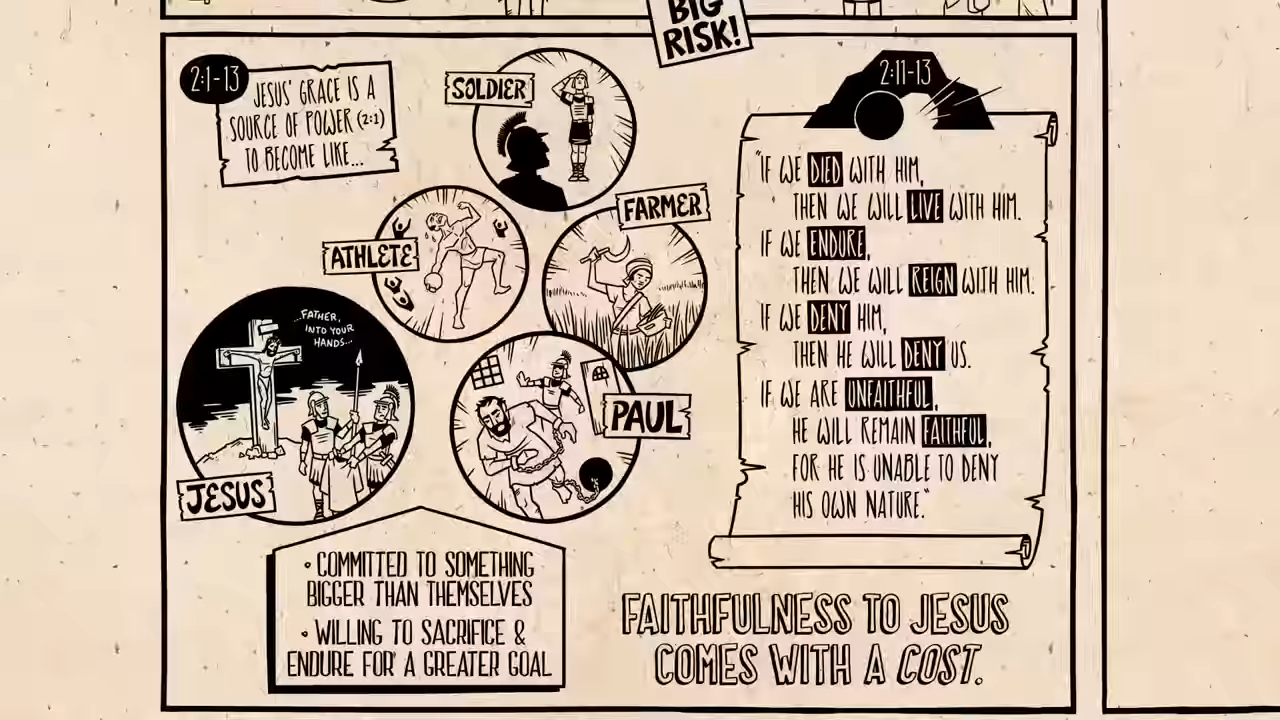 BIG
RISK!
2:1-13
JESUS' GRACE IS A
SOURCE OF POWER (2:1)
TO BECOME LIKE...
SOLDIER
ATHLETE
FARMER
...FATHER,
INTO YOUR
HANDS...
JESUS
PAUL
• COMMITTED TO SOMETHING
BIGGER THAN THEMSELVES
• WILLING TO SACRIFICE &
ENDURE FOR A GREATER GOAL
2:11-13
"IF WE DIED WITH HIM,
THEN WE WILL LIVE WITH HIM.
IF WE ENDURE,
THEN WE WILL REIGN WITH HIM.
IF WE DENY HIM,
THEN HE WILL DENY US.
IF WE ARE UNFAITHFUL,
HE WILL REMAIN FAITHFUL,
FOR HE IS UNABLE TO DENY
HIS OWN NATURE."
FAITHFULNESS TO JESUS
COMES WITH A COST.